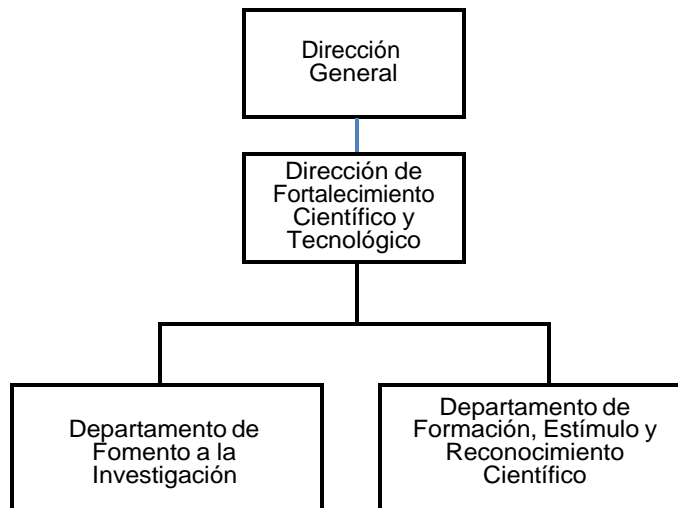 Dirección
General
Dirección de
Fortalecimiento
Científico y
Tecnológico
Departamento de
Fomento a la
Investigación
Departamento de
Formación, Estímulo y
Reconocimiento
Científico